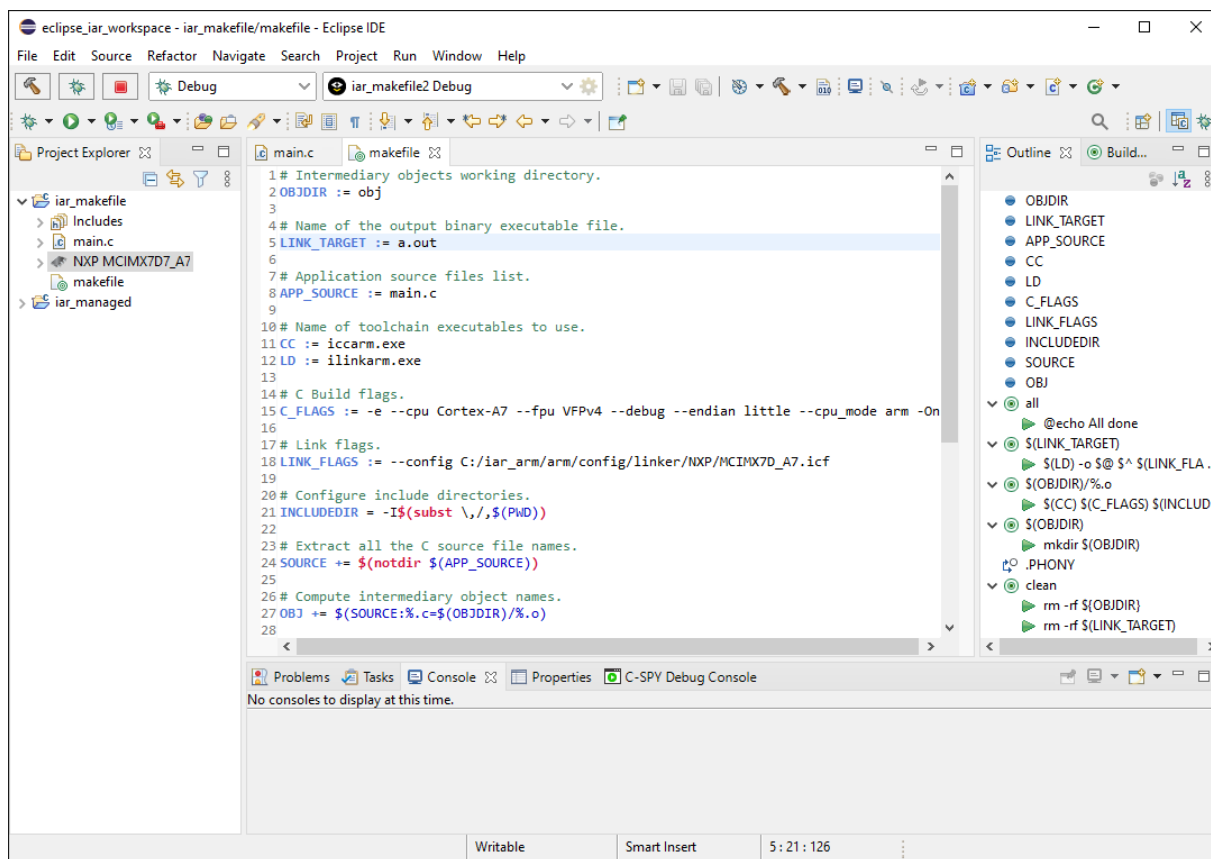 eclipse_iar_workspace - iar_makefile/makefile - Eclipse IDE
File Edit Source Refactor Navigate Search Project Run Window Help
Debug
iar_makefile2 Debug
Project Explorer
main.c
makefile
Outline
Build...
iar_makefile
Includes
main.c
NXP MCIMX7D7_A7
makefile
iar_managed
1 # Intermediary objects working directory.
2 OBJDIR := obj
3
4 # Name of the output binary executable file.
5 LINK_TARGET := a.out
6
7 # Application source files list.
8 APP_SOURCE := main.c
9
10 # Name of toolchain executables to use.
11 CC := iccarm.exe
12 LD := ilinkarm.exe
13
14 # C Build flags.
15 C_FLAGS := -e --cpu Cortex-A7 --fpu VFPv4 --debug --endian little --cpu_mode arm -On
16
17 # Link flags.
18 LINK_FLAGS := --config C:/iar_arm/arm/config/linker/NXP/MCIMX7D_A7.icf
19
20 # Configure include directories.
21 INCLUDEDIR = -I$(subst \,/,$(PWD))
22
23 # Extract all the C source file names.
24 SOURCE += $(notdir $(APP_SOURCE))
25
26 # Compute intermediary object names.
27 OBJ += $(SOURCE:%.c=$(OBJDIR)/%.o)
28
OBJDIR
LINK_TARGET
APP_SOURCE
CC
LD
C_FLAGS
LINK_FLAGS
INCLUDEDIR
SOURCE
OBJ
all
@echo All done
$(LINK_TARGET)
$(LD) -o $@ $^ $(LINK_FLA...
$(OBJDIR)/%.o
$(CC) $(C_FLAGS) $(INCLUD
$(OBJDIR)
mkdir $(OBJDIR)
.PHONY
clean
rm -rf ${OBJDIR}
rm -rf $(LINK_TARGET)
Problems Tasks Console Properties C-SPY Debug Console
No consoles to display at this time.
Writable Smart Insert 5 : 21 : 126